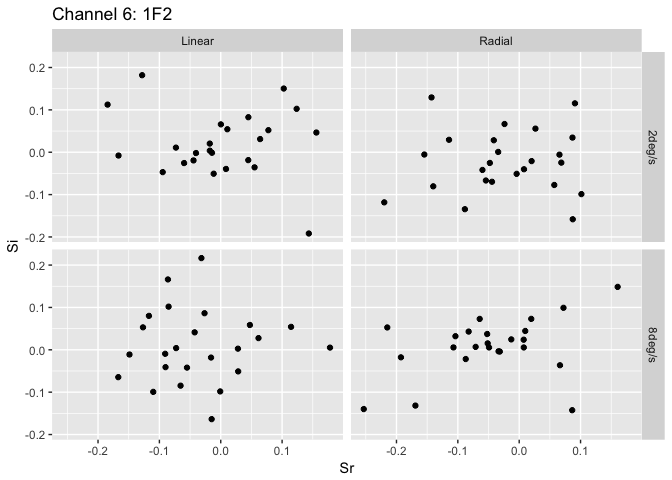 Channel 6: 1F2
Linear
Radial
0.2
0.1
0.0
-0.1
-0.2
2deg/s
Si
0.2
0.1
0.0
-0.1
-0.2
8deg/s
-0.2 -0.1 0.0 0.1 -0.2 -0.1 0.0 0.1
Sr